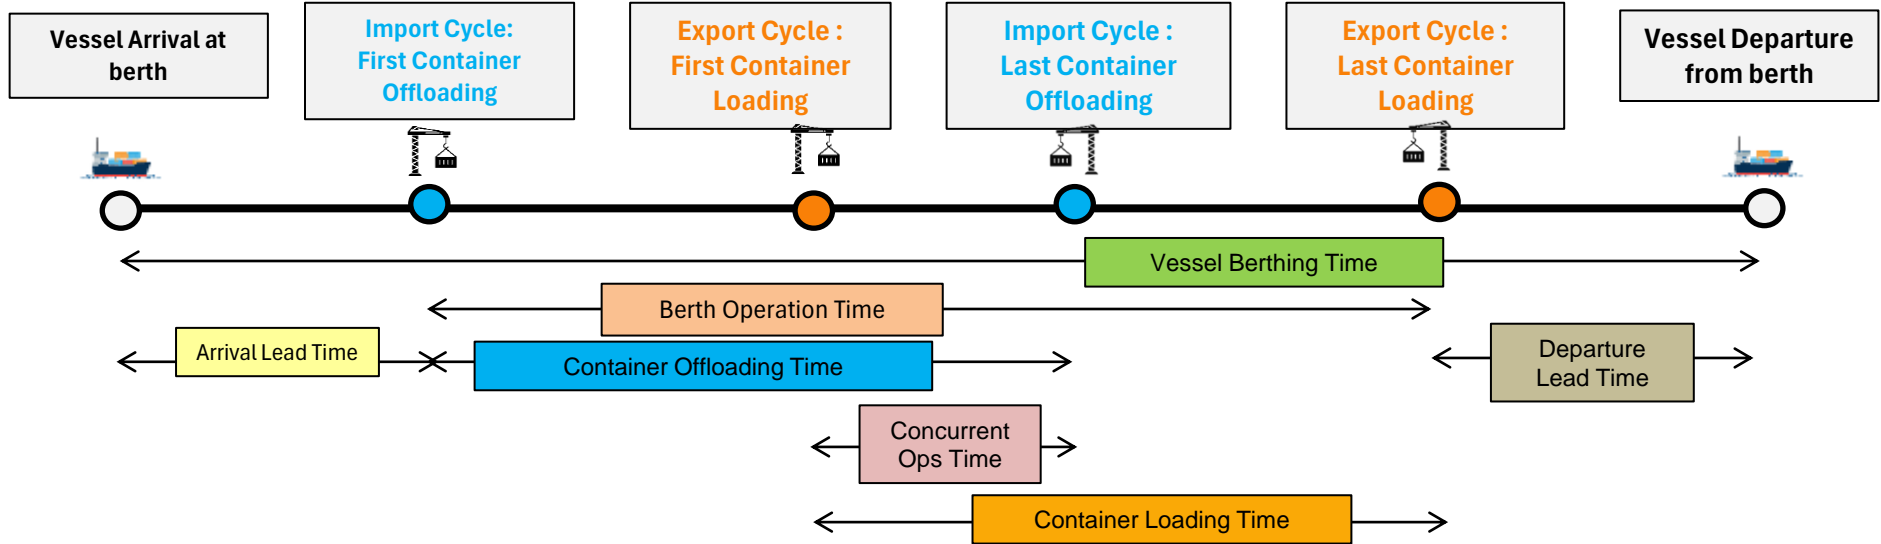 Vessel Arrival at
berth
Import Cycle:
First Container
Offloading
Export Cycle :
First Container
Loading
Import Cycle :
Last Container
Offloading
Export Cycle :
Last Container
Loading
Vessel Departure
from berth
Vessel Berthing Time
Berth Operation Time
Arrival Lead Time
Container Offloading Time
Departure
Lead Time
Concurrent
Ops Time
Container Loading Time